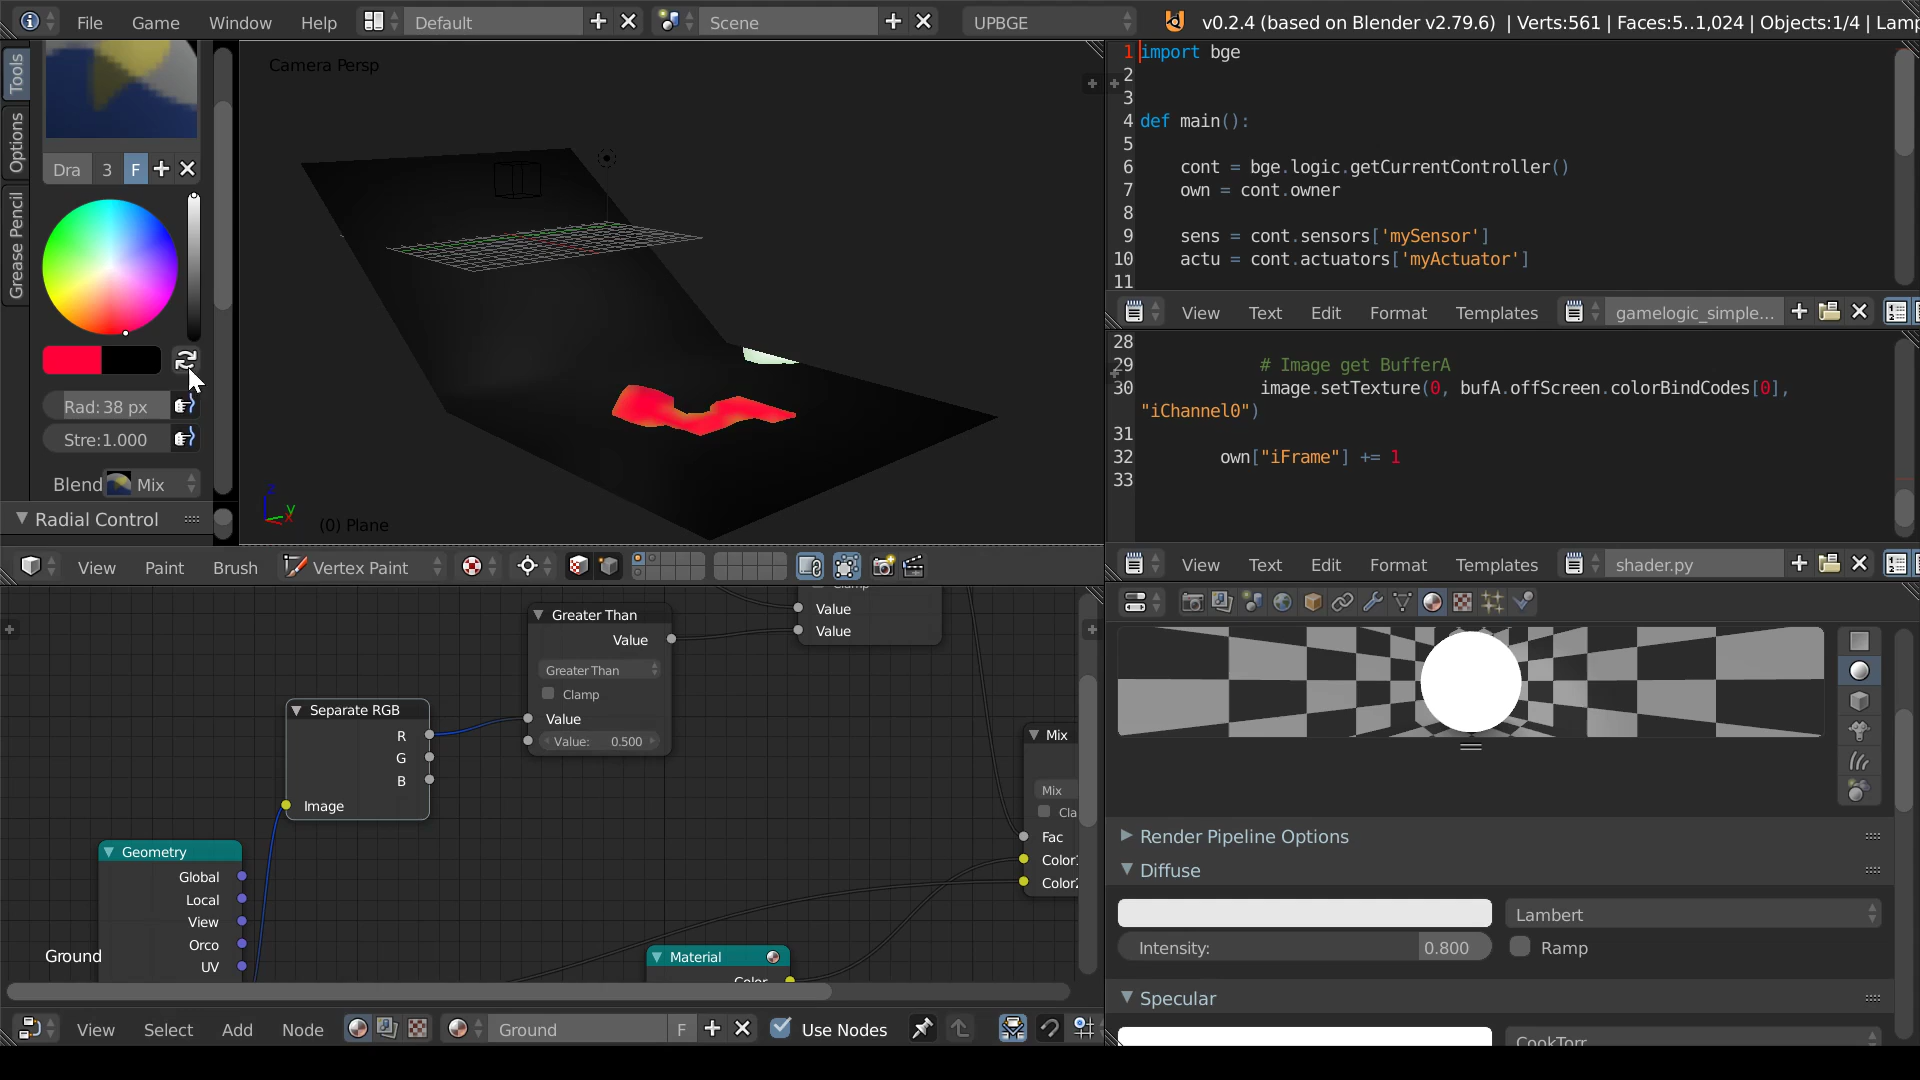 File Game Window Help Default Scene UPBGE v0.2.4 (based on Blender v2.79.6) | Verts:561 | Faces:5..1,024 | Objects:1/4 | Lamp
Tools
Options
Grease Pencil
Dra 3 F
Rad: 38 px
Stre:1.000
Blend Mix
Radial Control
Camera Persp
(0) Plane
z
y
x
View Paint Brush Vertex Paint
1 import bge
2
3
4 def main():
5
6 cont = bge.logic.getCurrentController()
7 own = cont.owner
8
9 sens = cont.sensors['mySensor']
10 actu = cont.actuators['myActuator']
11
View Text Edit Format Templates gamelogic_simple...
28
29 # Image get BufferA
30 image.setTexture(0, bufA.offScreen.colorBindCodes[0],
"iChannel0")
31
32 own["iFrame"] += 1
33
View Text Edit Format Templates shader.py
Clamp
Value
Value
Greater Than
Value
Greater Than
Clamp
Value
Value: 0.500
Separate RGB
R
G
B
Image
Geometry
Global
Local
View
Orco
UV
Ground
Mix
Mix
Cla
Fac
Color
Color2
Material
Color
View Select Add Node Ground F Use Nodes
Render Pipeline Options
Diffuse
Lambert
Intensity: 0.800 Ramp
Specular
CookTorr